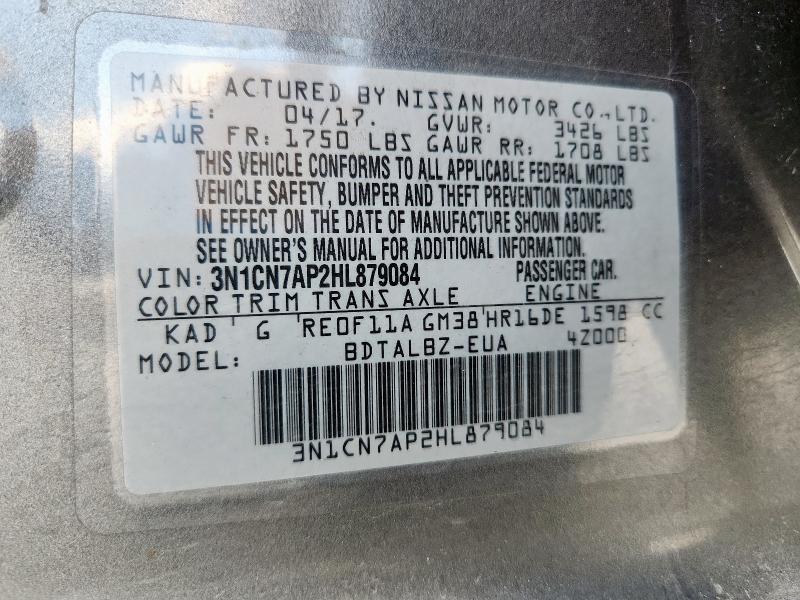 MANUFACTURED BY NISSAN MOTOR CO.,LTD.
DATE: 04/17. GVWR: 3426 LBS
GAWR FR: 1750 LBS GAWR RR: 1708 LBS
THIS VEHICLE CONFORMS TO ALL APPLICABLE FEDERAL MOTOR
VEHICLE SAFETY, BUMPER AND THEFT PREVENTION STANDARDS
IN EFFECT ON THE DATE OF MANUFACTURE SHOWN ABOVE.
SEE OWNER'S MANUAL FOR ADDITIONAL INFORMATION.
VIN: 3N1CN7AP2HL879084 PASSENGER CAR.
COLOR TRIM TRANS AXLE ENGINE
KAD G RE0F11A GM38 HR16DE 1598 CC
MODEL: BDTALBZ-EUA 4Z000
3N1CN7AP2HL879084